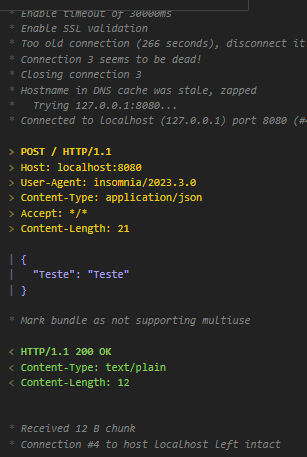 * Enable timeout of 30000ms
* Enable SSL validation
* Too old connection (266 seconds), disconnect it
* Connection 3 seems to be dead!
* Closing connection 3
* Hostname in DNS cache was stale, zapped
*   Trying 127.0.0.1:8080...
* Connected to localhost (127.0.0.1) port 8080 (#4
> POST / HTTP/1.1
> Host: localhost:8080
> User-Agent: insomnia/2023.3.0
> Content-Type: application/json
> Accept: */*
> Content-Length: 21
| {
|   "Teste": "Teste"
| }
* Mark bundle as not supporting multiuse
< HTTP/1.1 200 OK
< Content-Type: text/plain
< Content-Length: 12
* Received 12 B chunk
* Connection #4 to host localhost left intact